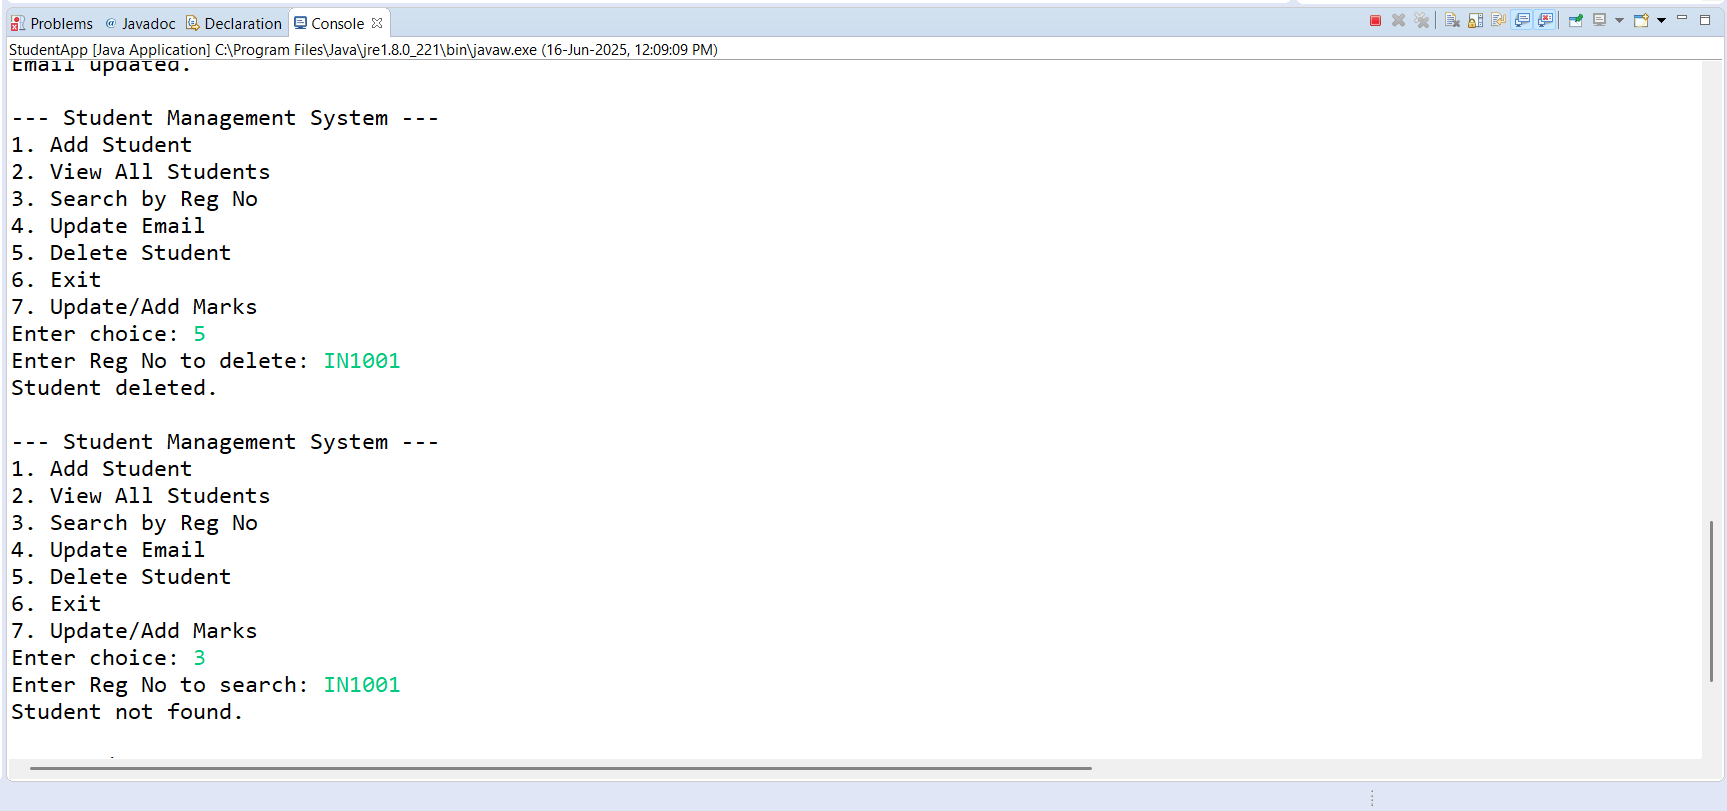 Problems @ Javadoc Declaration Console
StudentApp [Java Application] C:\Program Files\Java\jre1.8.0_221\bin\javaw.exe (16-Jun-2025, 12:09:09 PM)
Email updated.
--- Student Management System ---
1. Add Student
2. View All Students
3. Search by Reg No
4. Update Email
5. Delete Student
6. Exit
7. Update/Add Marks
Enter choice: 5
Enter Reg No to delete: IN1001
Student deleted.
--- Student Management System ---
1. Add Student
2. View All Students
3. Search by Reg No
4. Update Email
5. Delete Student
6. Exit
7. Update/Add Marks
Enter choice: 3
Enter Reg No to search: IN1001
Student not found.